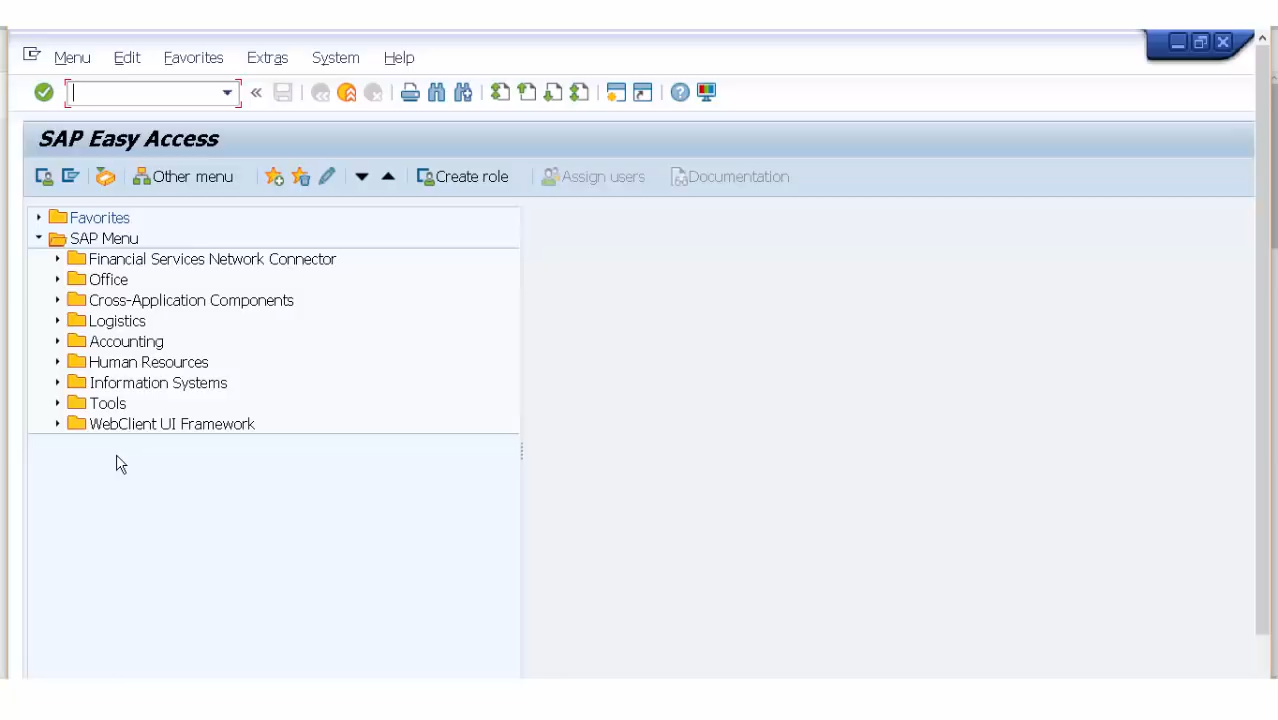 Menu Edit Favorites Extras System Help
SAP Easy Access
Other menu Create role Assign users Documentation
Favorites
SAP Menu
Financial Services Network Connector
Office
Cross-Application Components
Logistics
Accounting
Human Resources
Information Systems
Tools
WebClient UI Framework